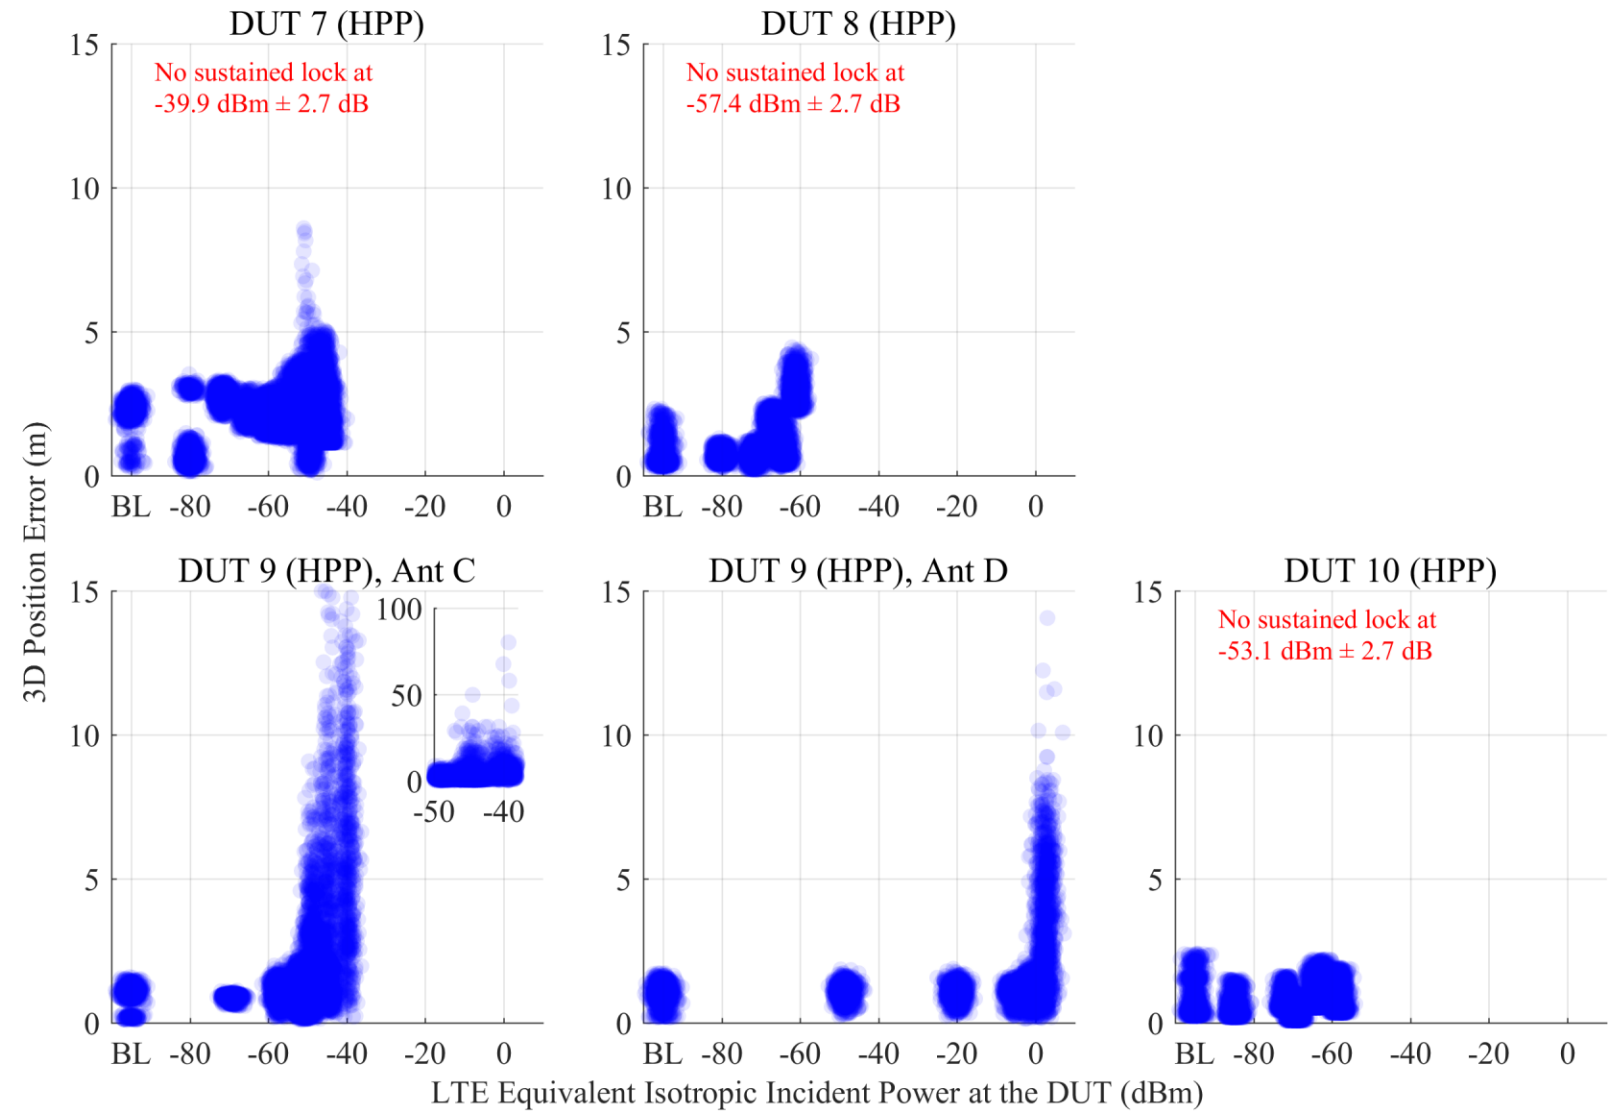 DUT 7 (HPP)
15
10
5
0
No sustained lock at
-39.9 dBm ± 2.7 dB
BL -80 -60 -40 -20 0
DUT 8 (HPP)
15
10
5
0
No sustained lock at
-57.4 dBm ± 2.7 dB
BL -80 -60 -40 -20 0
3D Position Error (m)
DUT 9 (HPP), Ant C
15
10
5
0
100
50
0
-50 -40
BL -80 -60 -40 -20 0
DUT 9 (HPP), Ant D
15
10
5
0
BL -80 -60 -40 -20 0
DUT 10 (HPP)
15
10
5
0
No sustained lock at
-53.1 dBm ± 2.7 dB
BL -80 -60 -40 -20 0
LTE Equivalent Isotropic Incident Power at the DUT (dBm)